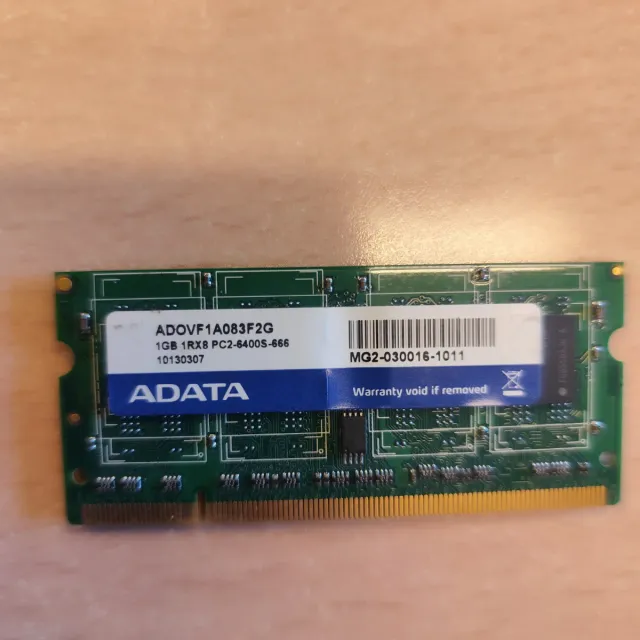 ADOVF1A083F2G
1GB 1RX8 PC2-6400S-666
10130307
MG2-030016-1011
ADATA
Warranty void if removed